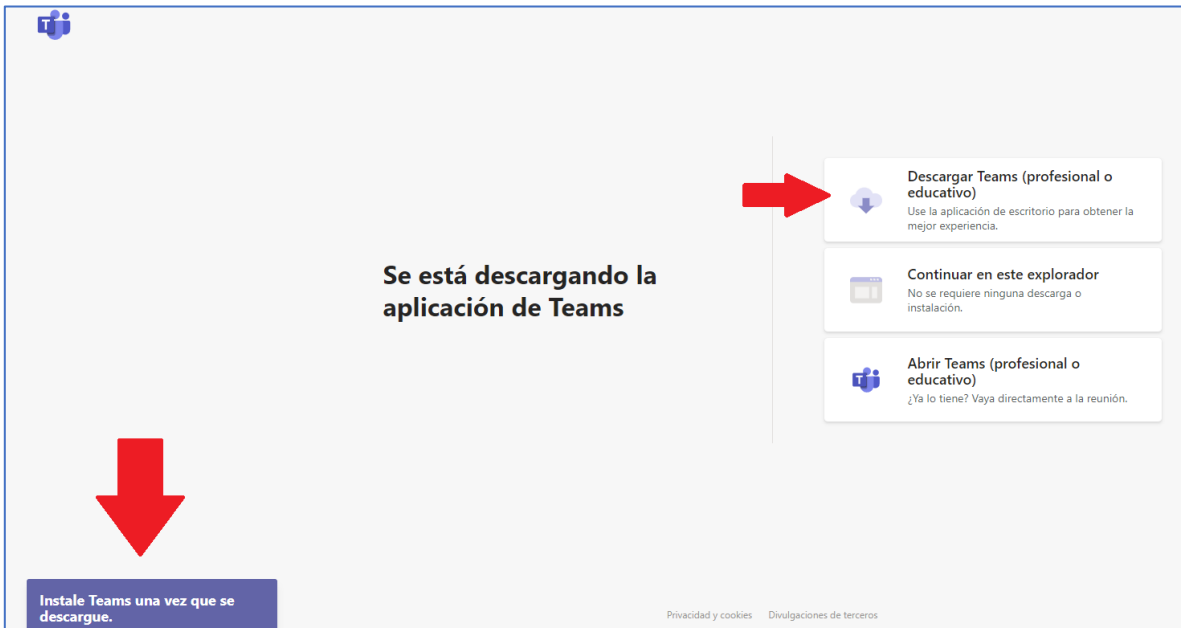 Se está descargando la
aplicación de Teams
Descargar Teams (profesional o
educativo)
Use la aplicación de escritorio para obtener la
mejor experiencia.
Continuar en este explorador
No se requiere ninguna descarga o
instalación.
Abrir Teams (profesional o
educativo)
¿Ya lo tiene? Vaya directamente a la reunión.
Instale Teams una vez que se
descargue.
Privacidad y cookies Divulgaciones de terceros